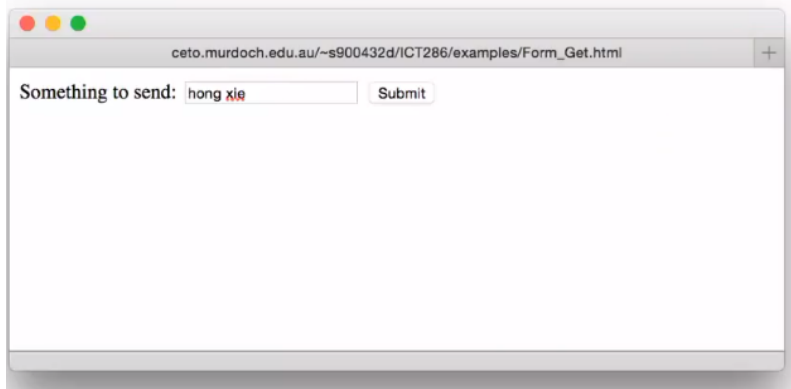 ceto.murdoch.edu.au/~s900432d/ICT286/examples/Form_Get.html
Something to send: hong xie Submit